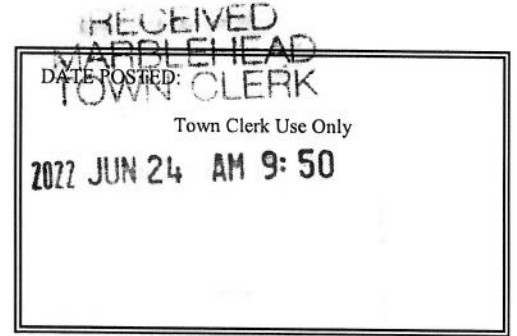 RECEIVED
MARBLEHEAD
DATE POSTED:
TOWN CLERK
Town Clerk Use Only
2022 JUN 24 AM 9:50